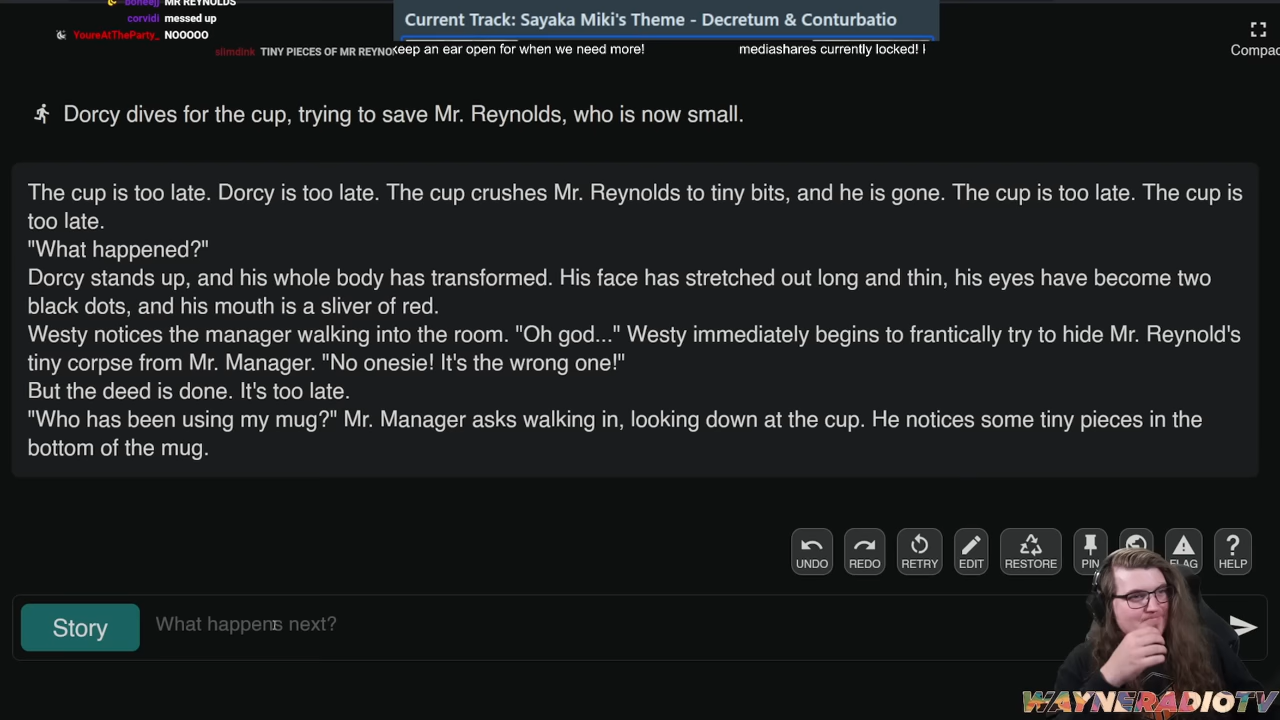 boneejj MR REYNOLDS
corvidi messed up
YoureAtTheParty_ NOOOOO
slimdink TINY PIECES OF MR REYNO
Current Track: Sayaka Miki's Theme - Decretum & Conturbatio
keep an ear open for when we need more! mediashares currently locked!
Compac
Dorcy dives for the cup, trying to save Mr. Reynolds, who is now small.
The cup is too late. Dorcy is too late. The cup crushes Mr. Reynolds to tiny bits, and he is gone. The cup is too late. The cup is
too late.
"What happened?"
Dorcy stands up, and his whole body has transformed. His face has stretched out long and thin, his eyes have become two
black dots, and his mouth is a sliver of red.
Westy notices the manager walking into the room. "Oh god..." Westy immediately begins to frantically try to hide Mr. Reynold's
tiny corpse from Mr. Manager. "No onesie! It's the wrong one!"
But the deed is done. It's too late.
"Who has been using my mug?" Mr. Manager asks walking in, looking down at the cup. He notices some tiny pieces in the
bottom of the mug.
UNDO REDO RETRY EDIT RESTORE PIN FLAG HELP
Story What happens next?
WAYNERADIOTV